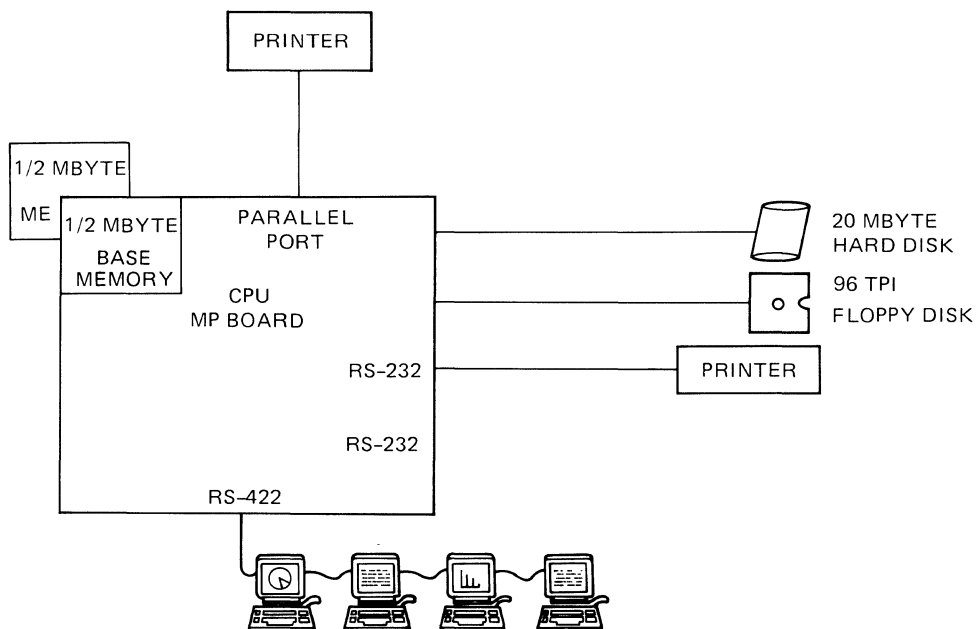 PRINTER
1/2 MBYTE
ME
1/2 MBYTE
BASE
MEMORY
PARALLEL
PORT
CPU
MP BOARD
20 MBYTE
HARD DISK
96 TPI
FLOPPY DISK
RS-232
PRINTER
RS-232
RS-422